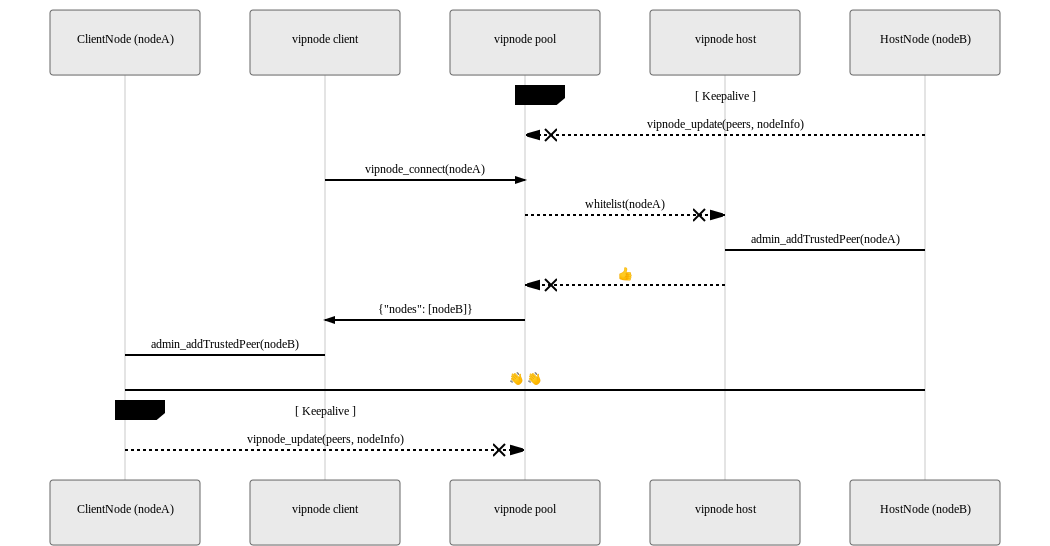 ClientNode (nodeA) vipnode client vipnode pool vipnode host HostNode (nodeB)
[ Keepalive ]
vipnode_update(peers, nodeInfo)
vipnode_connect(nodeA)
whitelist(nodeA)
admin_addTrustedPeer(nodeA)
👍
{"nodes": [nodeB]}
admin_addTrustedPeer(nodeB)
👋👋
[ Keepalive ]
vipnode_update(peers, nodeInfo)
ClientNode (nodeA) vipnode client vipnode pool vipnode host HostNode (nodeB)